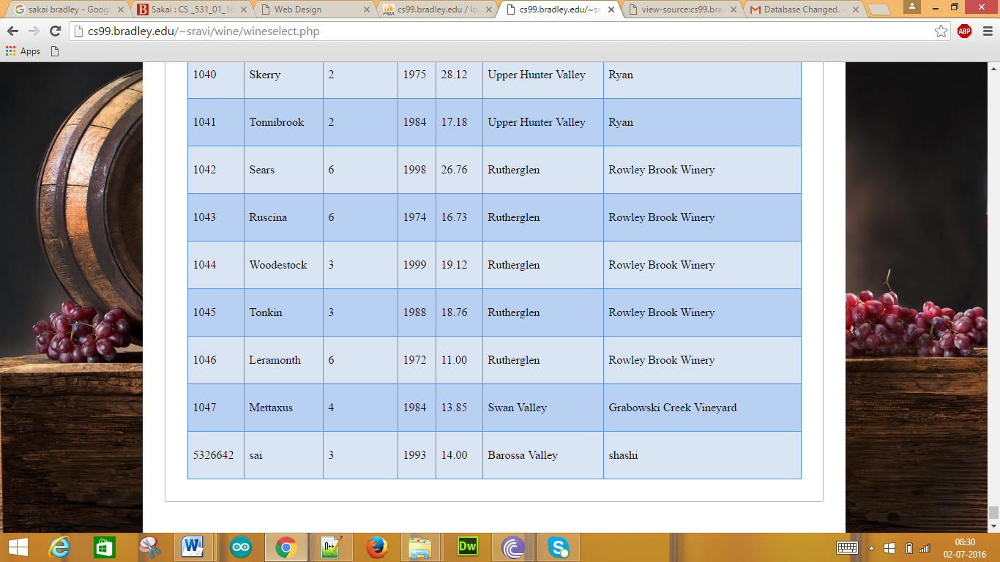 sakai bradley - Goog
Sakai : CS _531_01_16
Web Design
cs99.bradley.edu / lo
cs99.bradley.edu/~sr
view-source:cs99.bra
Database Changed. -
cs99.bradley.edu/~sravi/wine/wineselect.php
ABP
Apps
1040 Skerry 2 1975 28.12 Upper Hunter Valley Ryan
1041 Tonnibrook 2 1984 17.18 Upper Hunter Valley Ryan
1042 Sears 6 1998 26.76 Rutherglen Rowley Brook Winery
1043 Ruscina 6 1974 16.73 Rutherglen Rowley Brook Winery
1044 Woodestock 3 1999 19.12 Rutherglen Rowley Brook Winery
1045 Tonkin 3 1988 18.76 Rutherglen Rowley Brook Winery
1046 Leramonth 6 1972 11.00 Rutherglen Rowley Brook Winery
1047 Mettaxus 4 1984 13.85 Swan Valley Grabowski Creek Vineyard
5326642 sai 3 1993 14.00 Barossa Valley shashi
Dw
08:30
02-07-2016